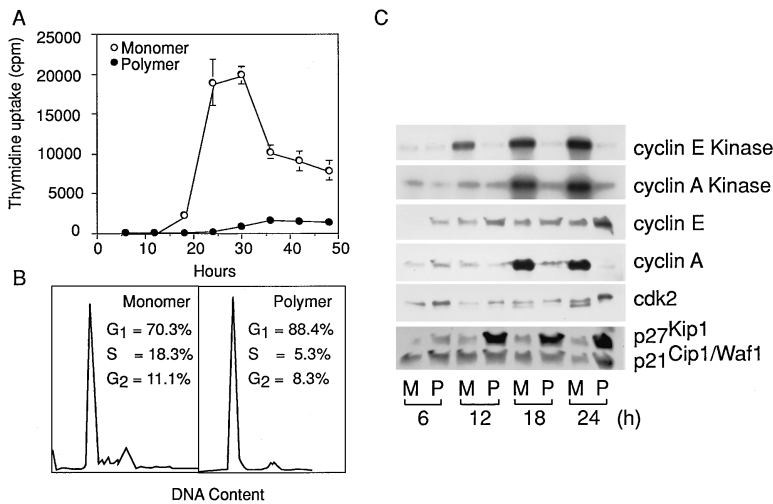 A
Thymidine uptake (cpm)
25000
20000
15000
10000
5000
0
Monomer
Polymer
0 10 20 30 40 50
Hours
B
Monomer
G1 = 70.3%
S = 18.3%
G2 = 11.1%
Polymer
G1 = 88.4%
S = 5.3%
G2 = 8.3%
DNA Content
C
cyclin E Kinase
cyclin A Kinase
cyclin E
cyclin A
cdk2
p27Kip1
p21Cip1/Waf1
M P M P M P M P
6 12 18 24 (h)